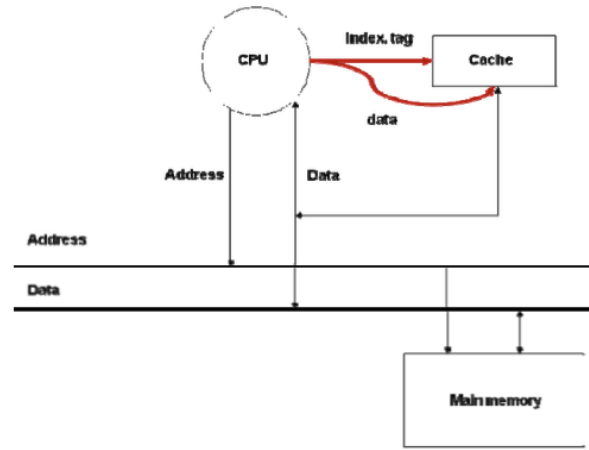 Index, tag
CPU
Cache
data
Address
Data
Address
Data
Main memory